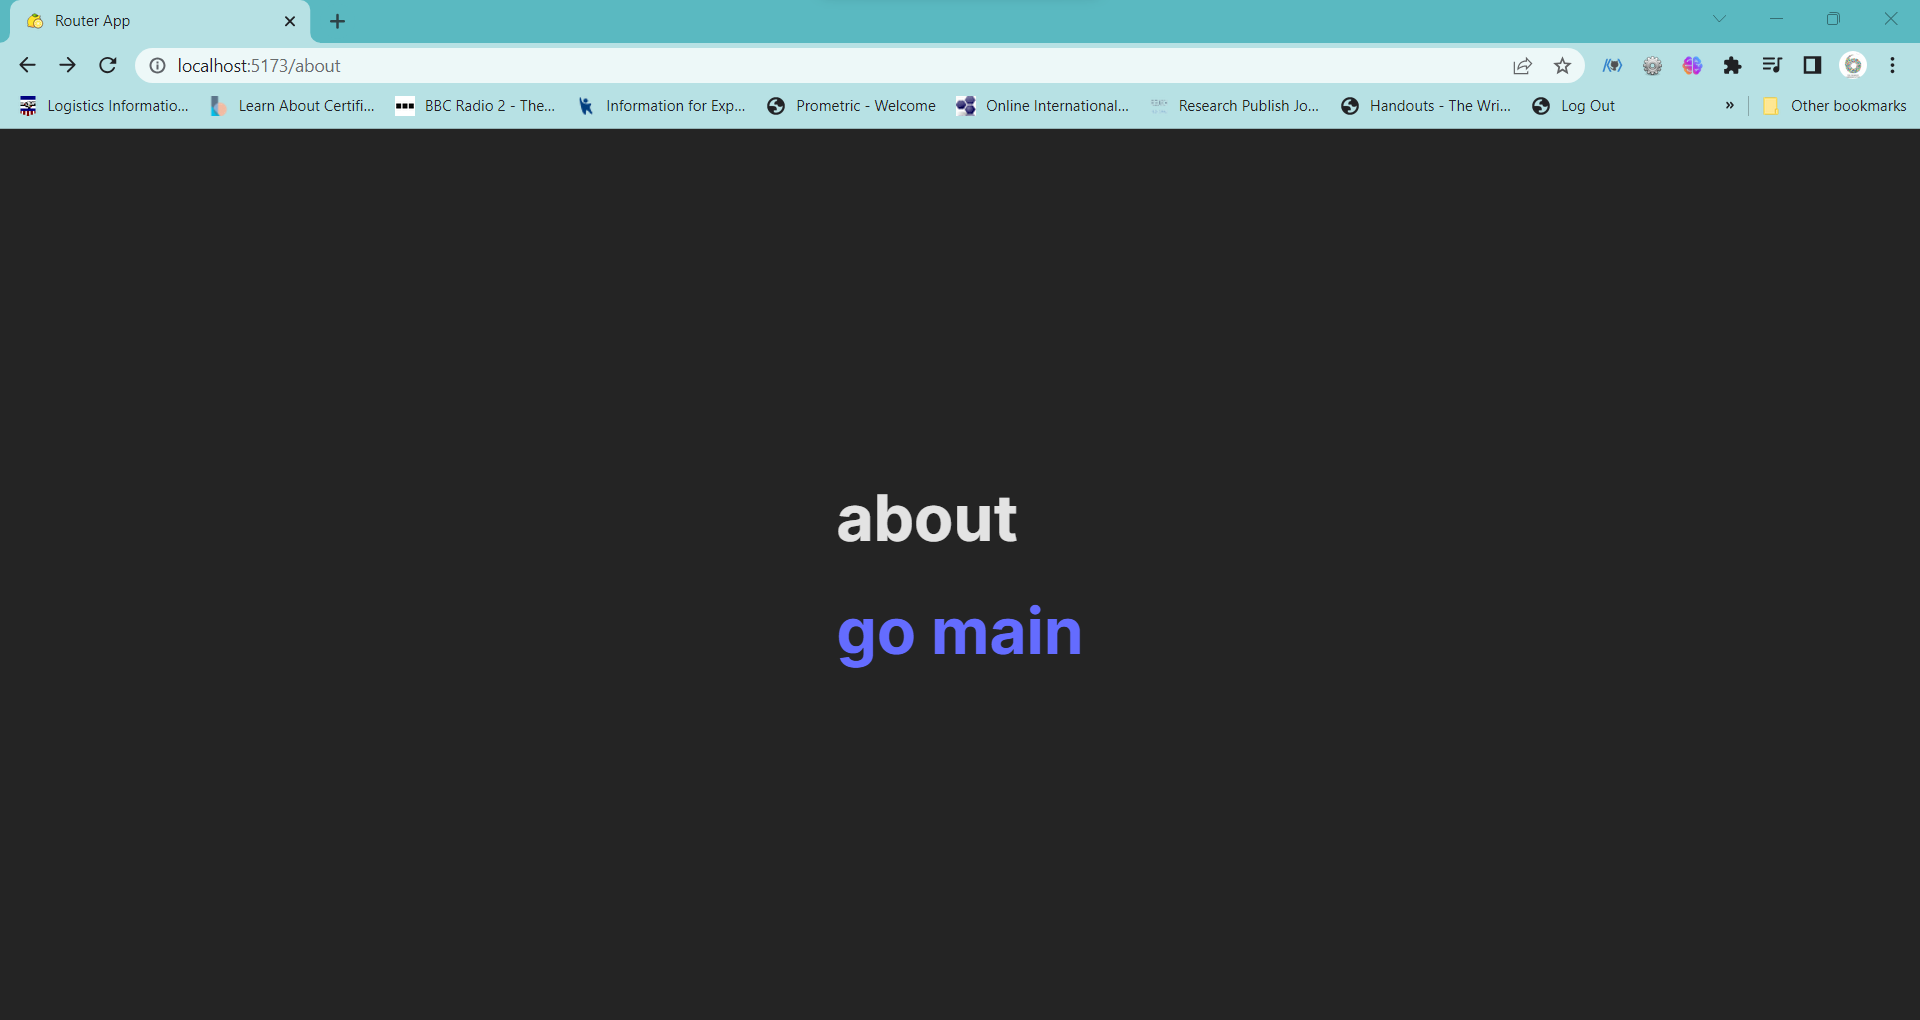 Router App
localhost:5173/about
Logistics Informatio... Learn About Certifi... BBC Radio 2 - The... Information for Exp... Prometric - Welcome Online International... Research Publish Jo... Handouts - The Wri... Log Out » Other bookmarks
about
go main